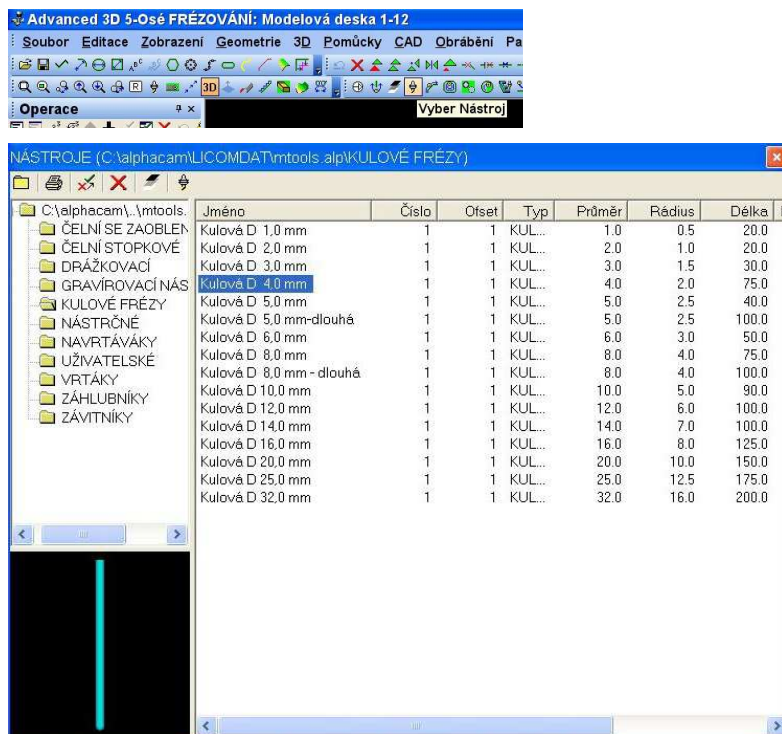 Advanced 3D 5-Osé FRÉZOVÁNÍ: Modelová deska 1-12
Soubor Editace Zobrazení Geometrie 3D Pomůcky CAD Obrábění Pa
3D
Operace
Vyber Nástroj
NÁSTROJE (C:\alphacam\LICOMDAT\mtools.alp\KULOVÉ FRÉZY)
C:\alphacam\..\mtools.
ČELNÍ SE ZAOBLEN
ČELNÍ STOPKOVÉ
DRÁŽKOVACÍ
GRAVÍROVACÍ NÁS
KULOVÉ FRÉZY
NÁSTRČNÉ
NAVRTÁVÁKY
UŽIVATELSKÉ
VRTÁKY
ZÁHLUBNÍKY
ZÁVITNÍKY
Jméno Číslo Ofset Typ Průměr Rádius Délka
Kulová D 1,0 mm 1 1 KUL... 1.0 0.5 20.0
Kulová D 2,0 mm 1 1 KUL... 2.0 1.0 20.0
Kulová D 3,0 mm 1 1 KUL... 3.0 1.5 30.0
Kulová D 4,0 mm 1 1 KUL... 4.0 2.0 75.0
Kulová D 5,0 mm 1 1 KUL... 5.0 2.5 40.0
Kulová D 5,0 mm-dlouhá 1 1 KUL... 5.0 2.5 100.0
Kulová D 6,0 mm 1 1 KUL... 6.0 3.0 50.0
Kulová D 8,0 mm 1 1 KUL... 8.0 4.0 75.0
Kulová D 8,0 mm - dlouhá 1 1 KUL... 8.0 4.0 100.0
Kulová D 10,0 mm 1 1 KUL... 10.0 5.0 90.0
Kulová D 12,0 mm 1 1 KUL... 12.0 6.0 100.0
Kulová D 14,0 mm 1 1 KUL... 14.0 7.0 100.0
Kulová D 16,0 mm 1 1 KUL... 16.0 8.0 125.0
Kulová D 20,0 mm 1 1 KUL... 20.0 10.0 150.0
Kulová D 25,0 mm 1 1 KUL... 25.0 12.5 175.0
Kulová D 32,0 mm 1 1 KUL... 32.0 16.0 200.0